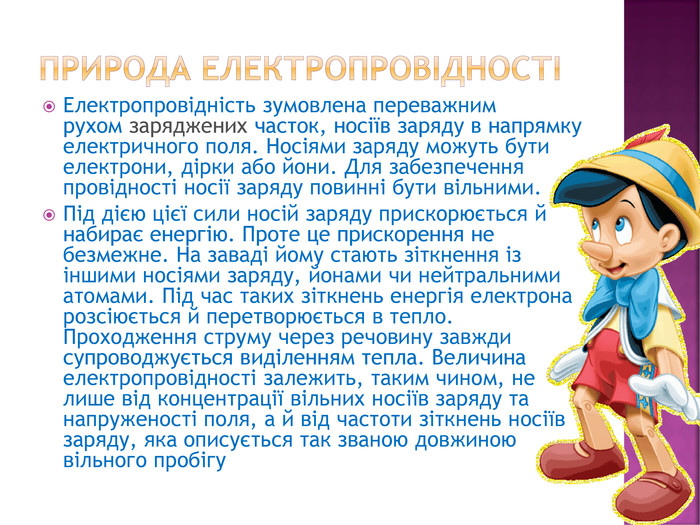 ПРИРОДА ЕЛЕКТРОПРОВІДНОСТІ
Електропровідність зумовлена переважним
рухом заряджених часток, носіїв заряду в напрямку
електричного поля. Носіями заряду можуть бути
електрони, дірки або йони. Для забезпечення
провідності носії заряду повинні бути вільними.
Під дією цієї сили носій заряду прискорюється й
набирає енергію. Проте це прискорення не
безмежне. На заваді йому стають зіткнення із
іншими носіями заряду, йонами чи нейтральними
атомами. Під час таких зіткнень енергія електрона
розсіюється й перетворюється в тепло.
Проходження струму через речовину завжди
супроводжується виділенням тепла. Величина
електропровідності залежить, таким чином, не
лише від концентрації вільних носіїв заряду та
напруженості поля, а й від частоти зіткнень носіїв
заряду, яка описується так званою довжиною
вільного пробігу